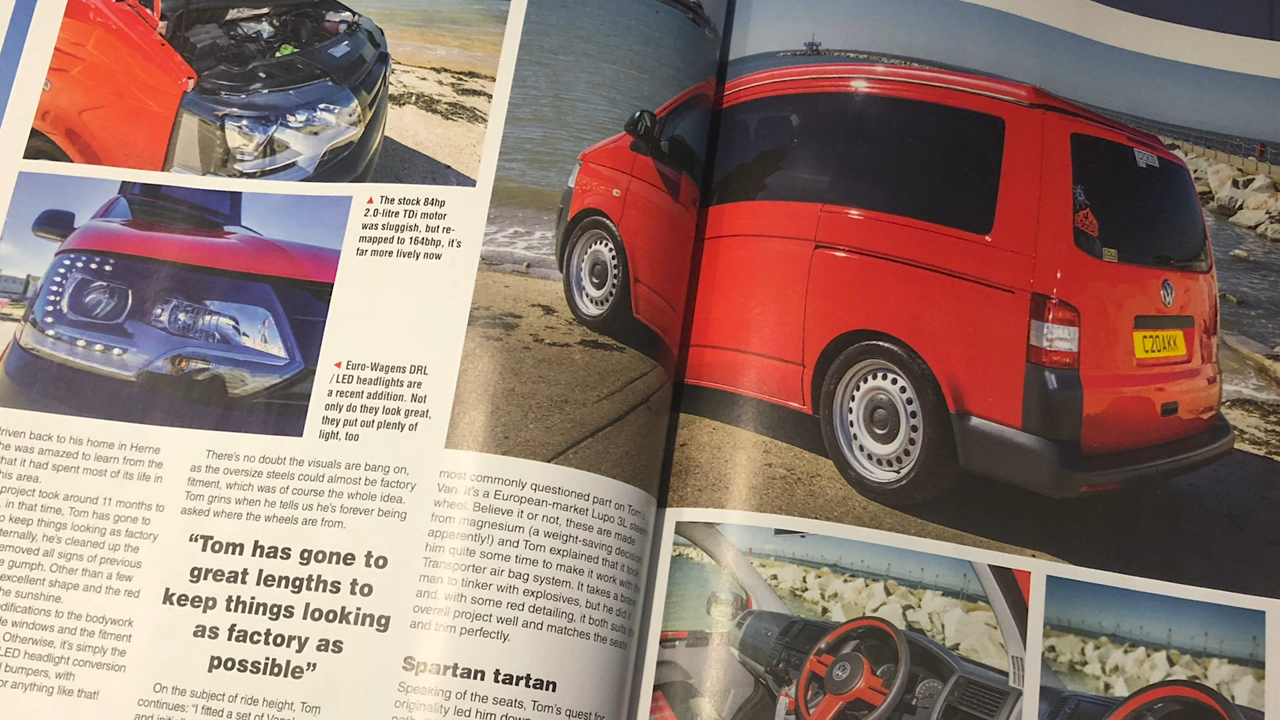 The stock 84hp
2.0-litre TDi motor
was sluggish, but re-
mapped to 164bhp, it's
far more lively now
Euro-Wagens DRL
/ LED headlights are
a recent addition. Not
only do they look great,
they put out plenty of
light, too
driven back to his home in Herne
he was amazed to learn from the
that it had spent most of its life in
his area.
project took around 11 months to
in that time, Tom has gone to
o keep things looking as factory
ternally, he's cleaned up the
emoved all signs of previous
e gumph. Other than a few
excellent shape and the red
he sunshine.
difications to the bodywork
le windows and the fitment
Otherwise, it's simply the
LED headlight conversion
d bumpers, with
or anything like that!
There's no doubt the visuals are bang on,
as the oversize steels could almost be factory
fitment, which was of course the whole idea.
Tom grins when he tells us he's forever being
asked where the wheels are from.
“Tom has gone to
great lengths to
keep things looking
as factory as
possible”
On the subject of ride height, Tom
continues: “I fitted a set of
and
most commonly questioned part on Tom's
Van. it's a European-market Lupo 3L
wheel. Believe it or not, these are made
from magnesium (a weight-saving
apparently!) and Tom explained that it took
him quite some time to make it work with
Transporter air bag system. It takes a
man to tinker with explosives, but he did it
and, with some red detailing, it both suits
overall project well and matches the seats
and trim perfectly.
Spartan tartan
Speaking of the seats, Tom's quest for
originality led him down
C20AKK